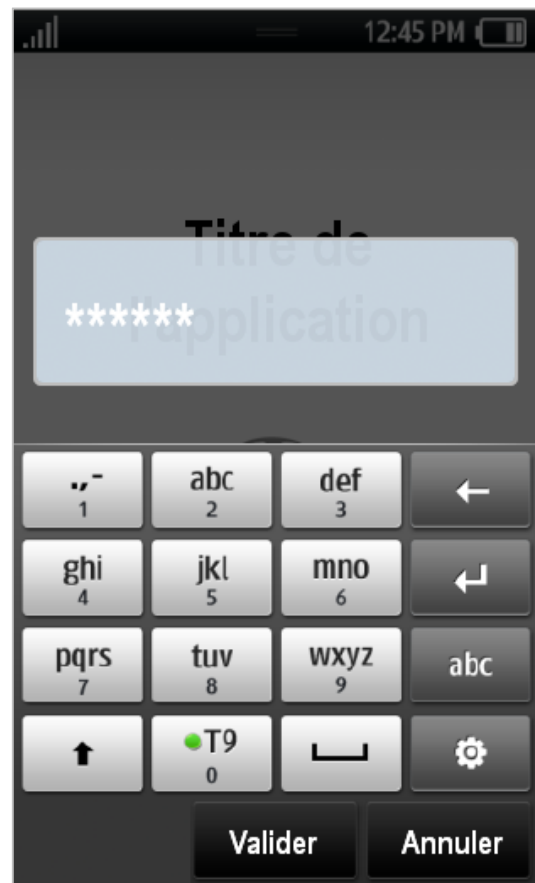 12:45 PM
Titre de
l'application
******
.,- abc def
1 2 3
ghi jkl mno
4 5 6
pqrs tuv wxyz abc
7 8 9
T9
0
Valider Annuler